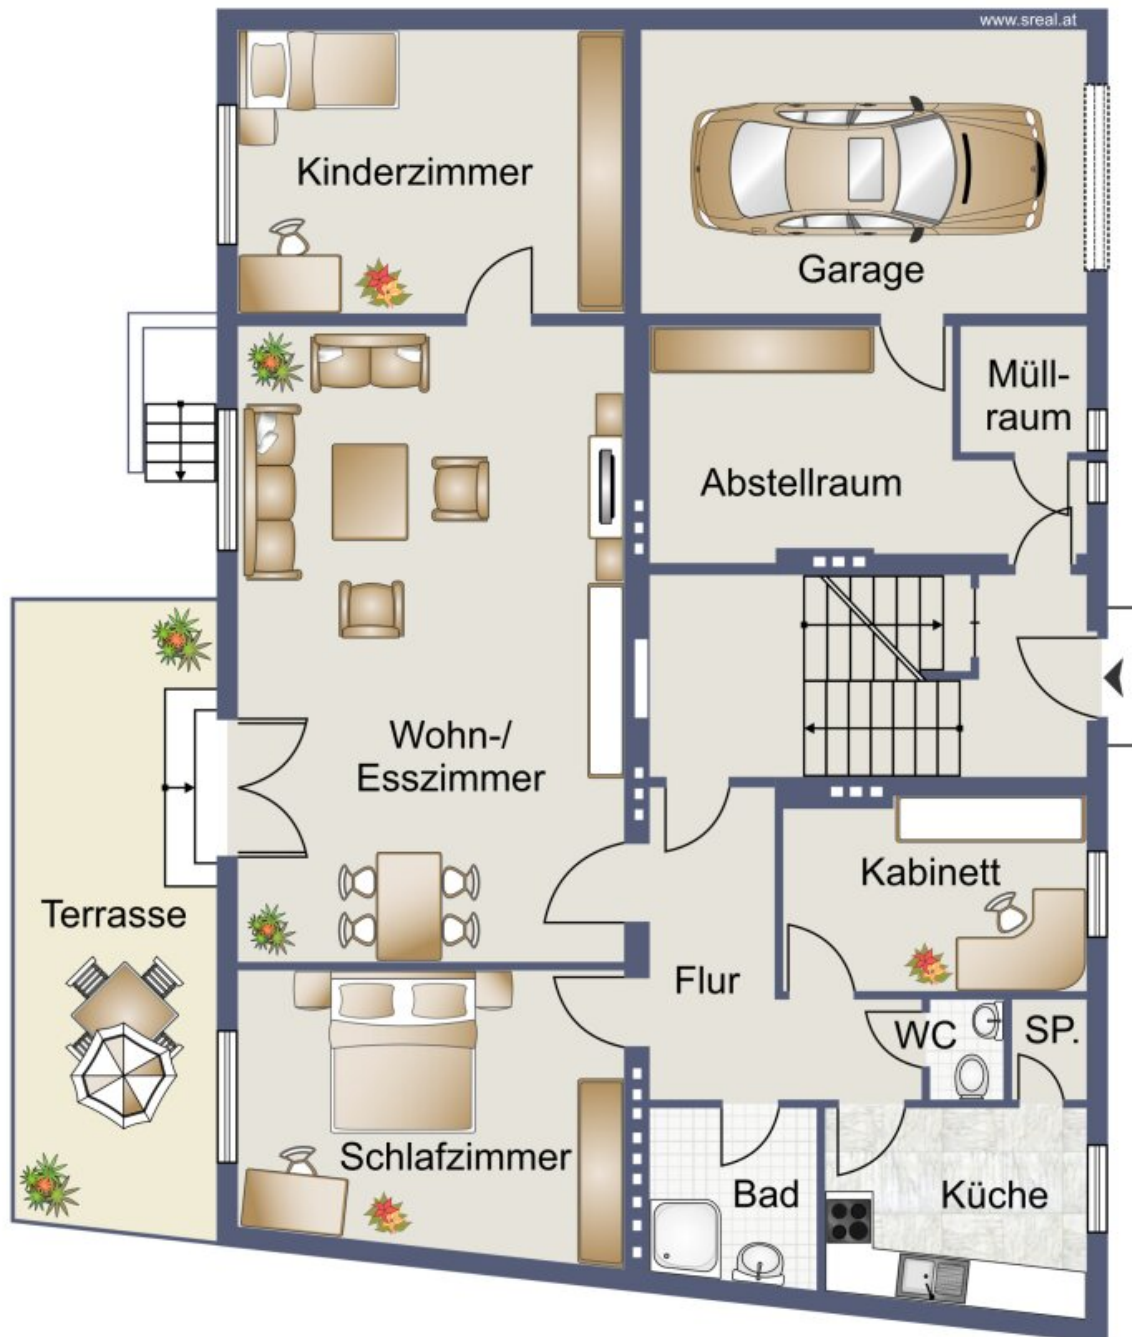 www.sreal.at
Kinderzimmer
Garage
Müll-
raum
Abstellraum
Wohn-/
Esszimmer
Kabinett
Terrasse
Flur
WC
SP.
Schlafzimmer
Bad
Küche